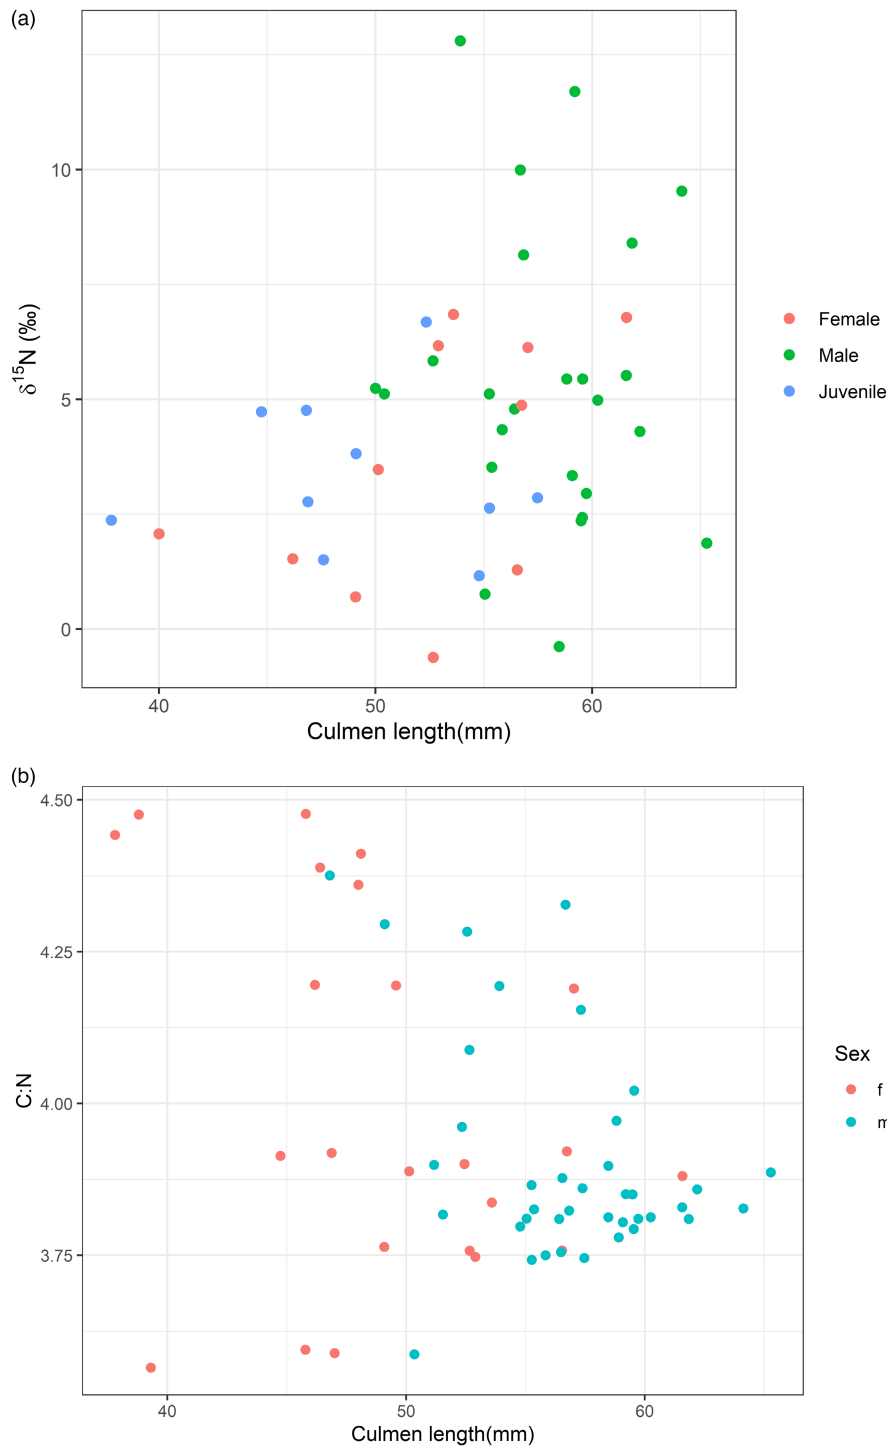 (a)
10
5
0
δ15N (‰)
40 50 60
Culmen length(mm)
Female
Male
Juvenile
(b)
4.50
4.25
4.00
3.75
C:N
40 50 60
Culmen length(mm)
Sex
f